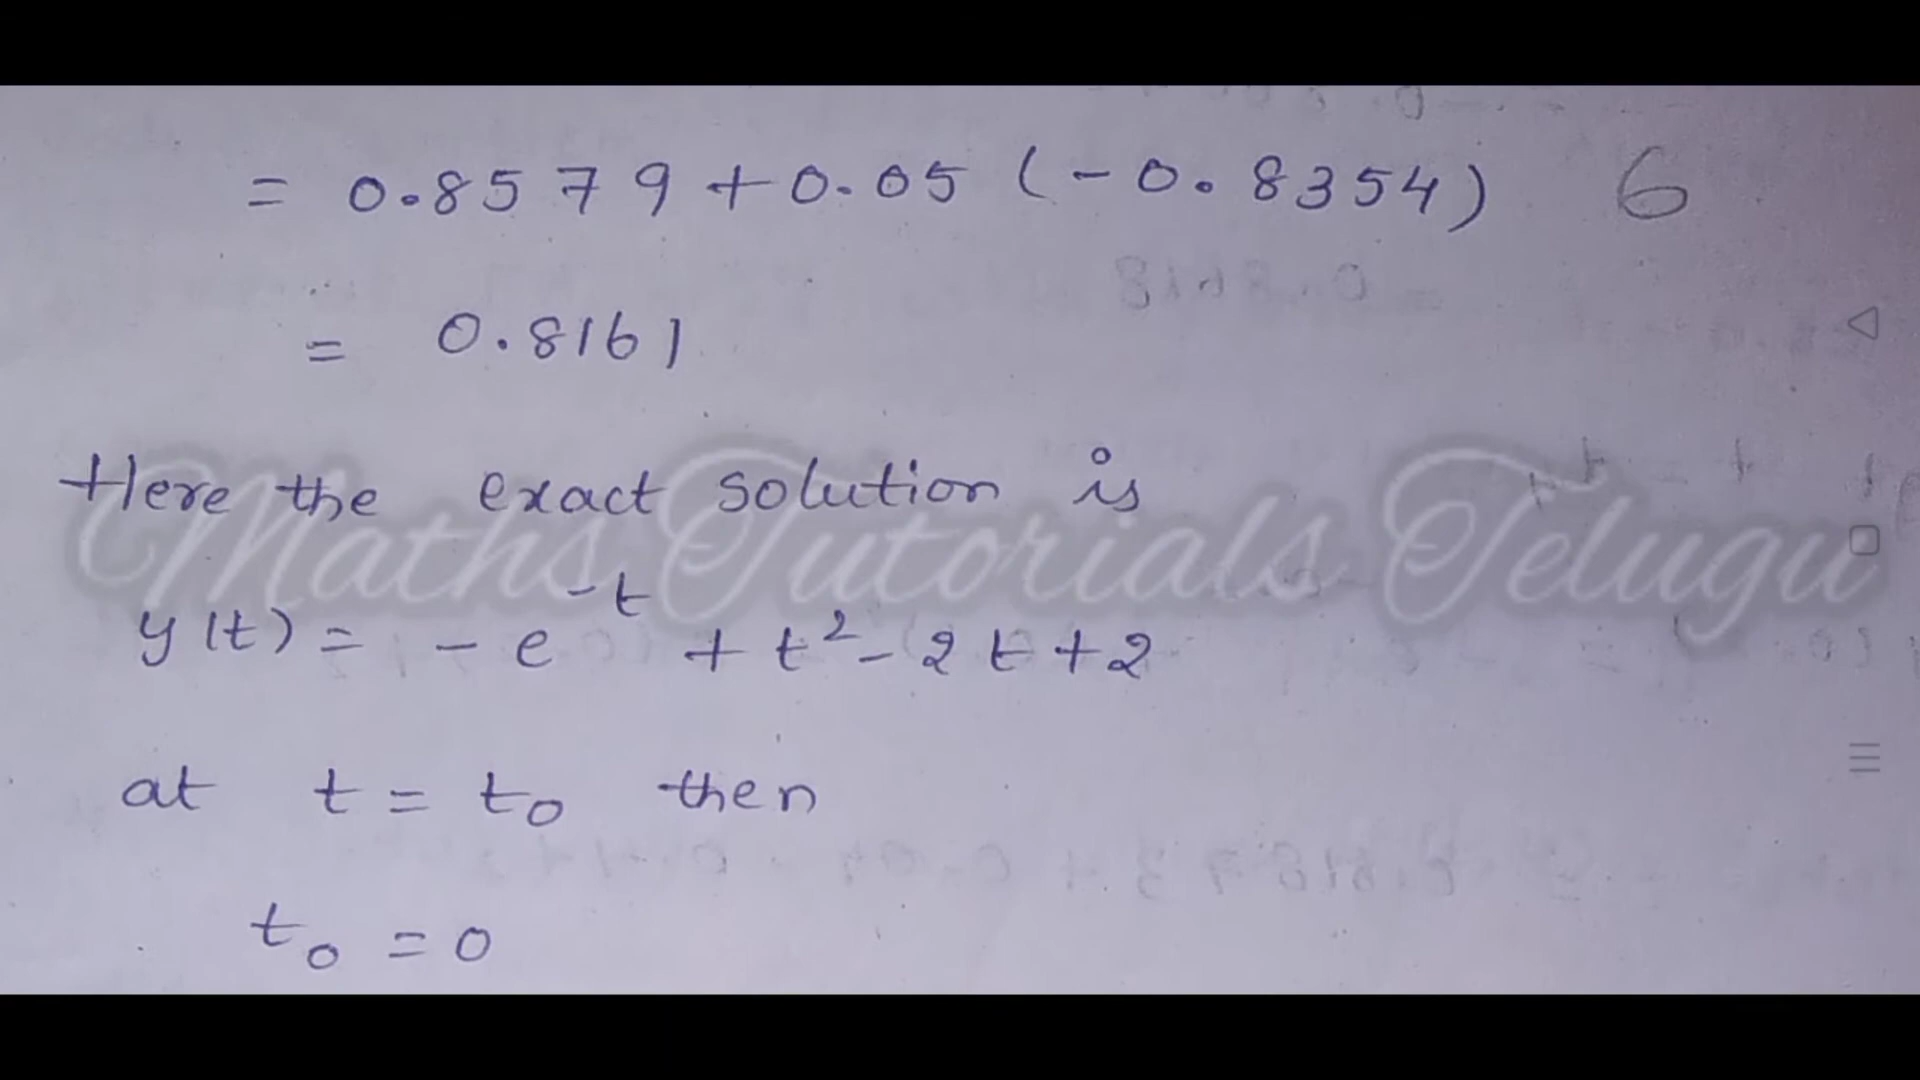 = 0.8579 + 0.05 (-0.8354) 6
= 0.8161
Here the exact solution is
Maths Tutorials Telugu
y(t) = - e^-t + t² - 2t + 2
at t = t₀ then
t₀ = 0